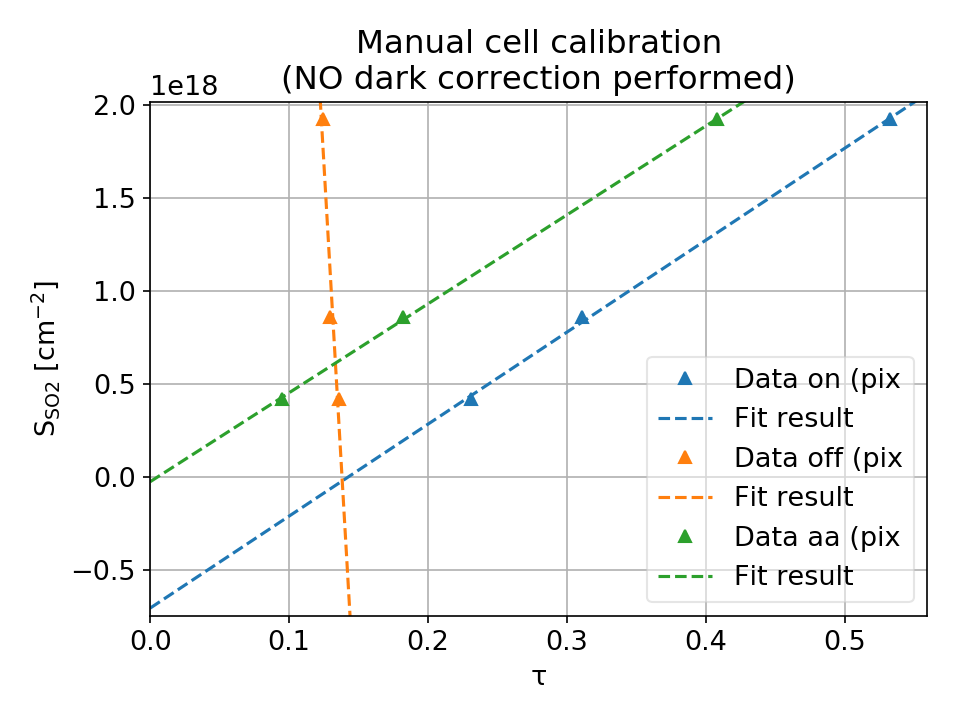 Manual cell calibration
(NO dark correction performed)
1e18
2.0
1.5
1.0
0.5
0.0
−0.5
S_SO2 [cm⁻²]
0.0 0.1 0.2 0.3 0.4 0.5
τ
Data on (pix
Fit result
Data off (pix
Fit result
Data aa (pix
Fit result